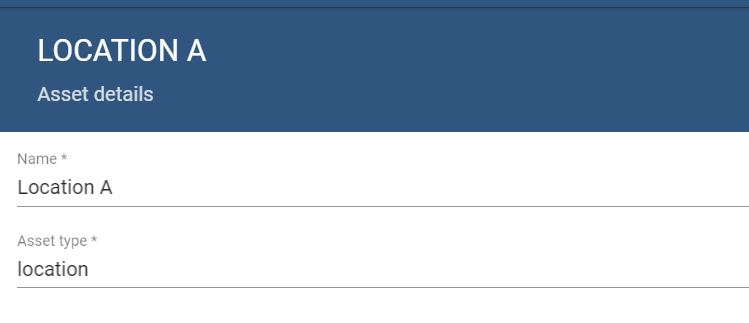 LOCATION A
Asset details
Name *
Location A
Asset type *
location